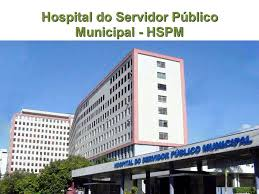 Hospital do Servidor Público
Municipal - HSPM
HOSPITAL DO SERVIDOR PÚBLICO MUNICIPAL